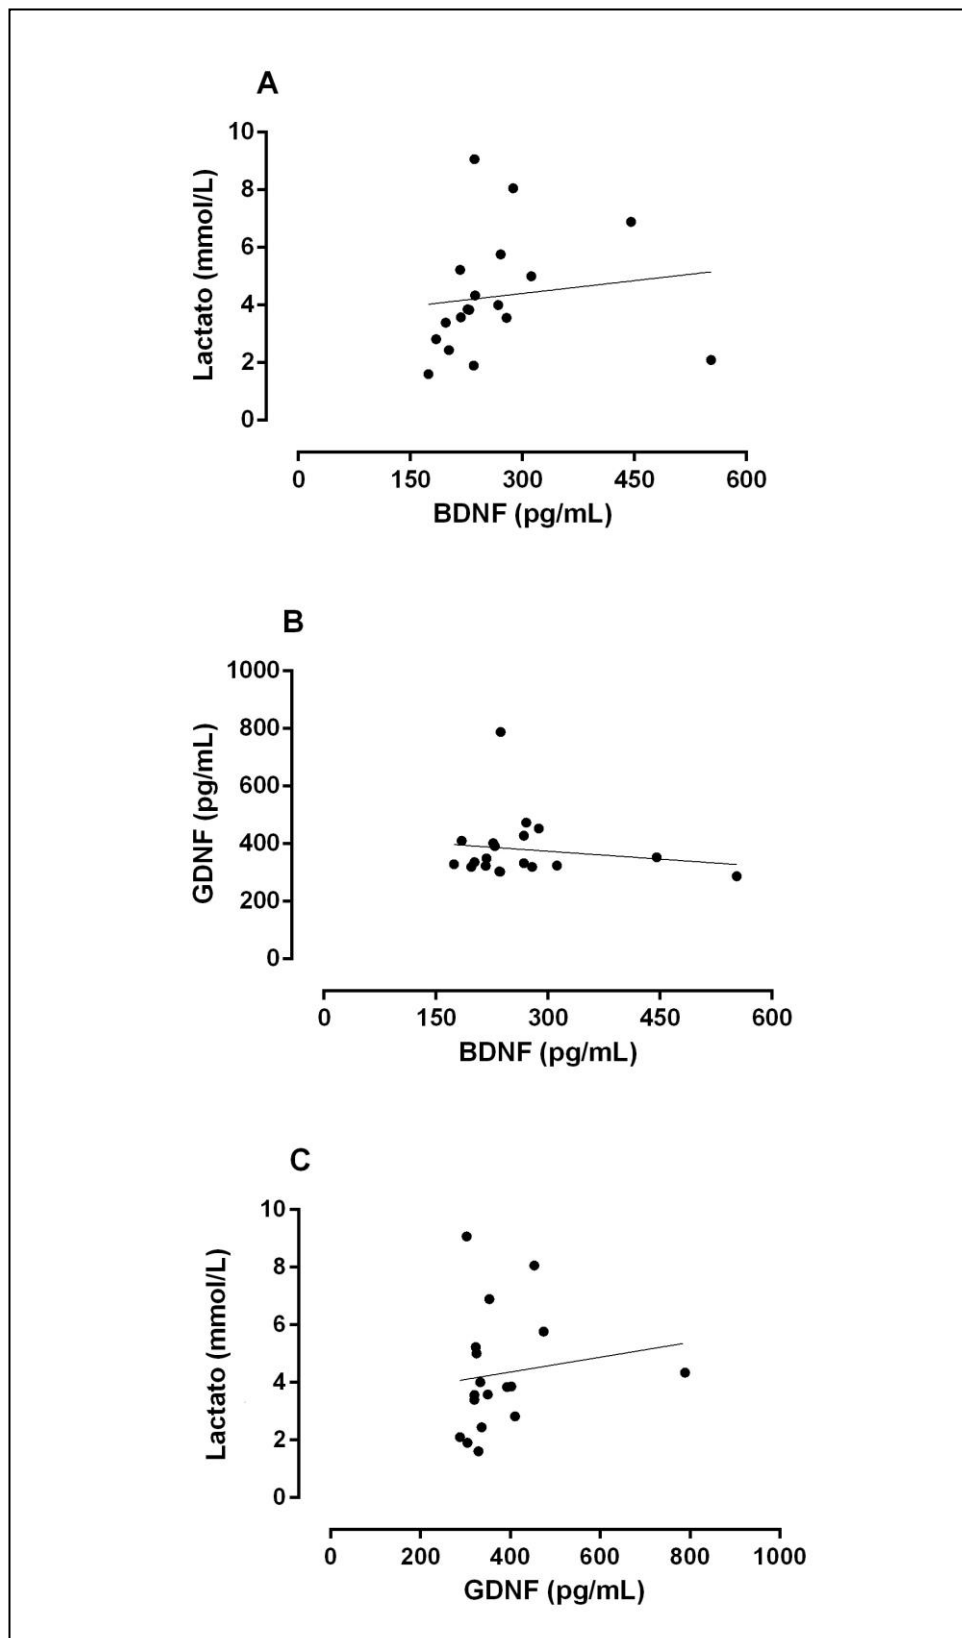 A
10
8
6
4
2
0
Lactato (mmol/L)
0 150 300 450 600
BDNF (pg/mL)
B
1000
800
600
400
200
0
GDNF (pg/mL)
0 150 300 450 600
BDNF (pg/mL)
C
10
8
6
4
2
0
Lactato (mmol/L)
0 200 400 600 800 1000
GDNF (pg/mL)